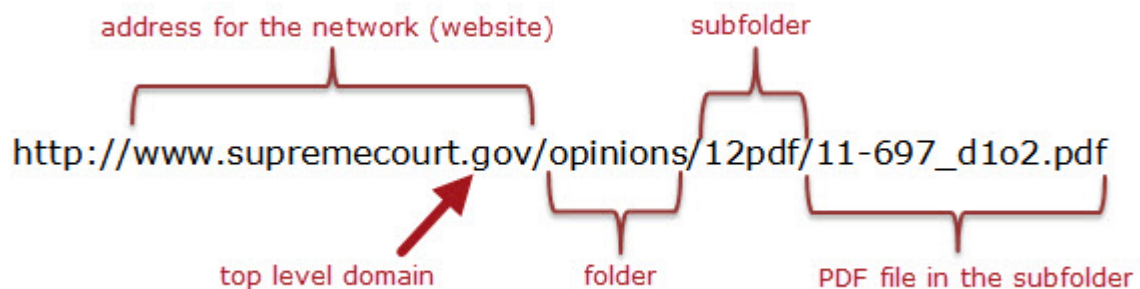 address for the network (website) subfolder
http://www.supremecourt.gov/opinions/12pdf/11-697_d1o2.pdf
top level domain folder PDF file in the subfolder